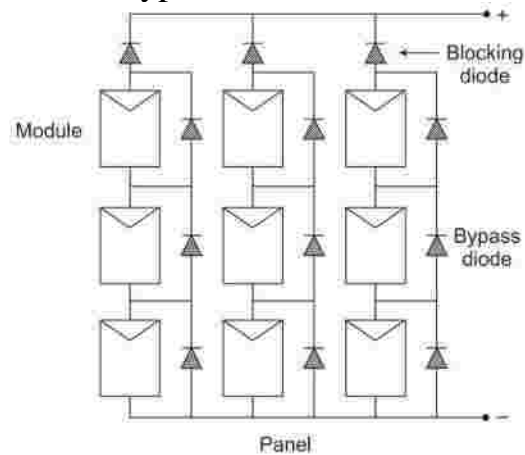 +
Blocking
diode
Module
Bypass
diode
−
Panel